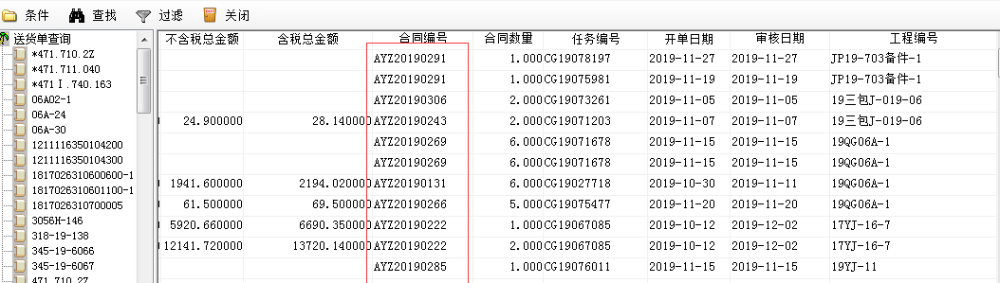 条件 查找 过滤 关闭
送货单查询
*471.710.2Z
*471.711.040
*471Ⅰ.740.163
06A02-1
06A-24
06A-30
1211116350104200
1211116350104300
1817026310600600-1
1817026310601100-1
1817026310700005
3056H-146
318-19-138
345-19-6066
345-19-6067
471.710.2Z
不含税总金额 含税总金额 合同编号 合同数量 任务编号 开单日期 审核日期 工程编号
AYZ20190291 1.000 CG19078197 2019-11-27 2019-11-27 JP19-703备件-1
AYZ20190291 1.000 CG19075981 2019-11-19 2019-11-19 JP19-703备件-1
AYZ20190306 2.000 CG19073261 2019-11-05 2019-11-05 19三包J-019-06
24.900000 28.140000 AYZ20190243 2.000 CG19071203 2019-11-07 2019-11-07 19三包J-019-06
AYZ20190269 6.000 CG19071678 2019-11-15 2019-11-15 19QG06A-1
AYZ20190269 6.000 CG19071678 2019-11-15 2019-11-15 19QG06A-1
1941.600000 2194.020000 AYZ20190131 6.000 CG19027718 2019-10-30 2019-11-11 19QG06A-1
61.500000 69.500000 AYZ20190266 5.000 CG19075477 2019-11-20 2019-11-20 19QG06A-1
5920.660000 6690.350000 AYZ20190222 1.000 CG19067085 2019-10-12 2019-12-02 17YJ-16-7
12141.720000 13720.140000 AYZ20190222 2.000 CG19067085 2019-10-12 2019-12-02 17YJ-16-7
AYZ20190285 1.000 CG19076011 2019-11-15 2019-11-15 19YJ-11